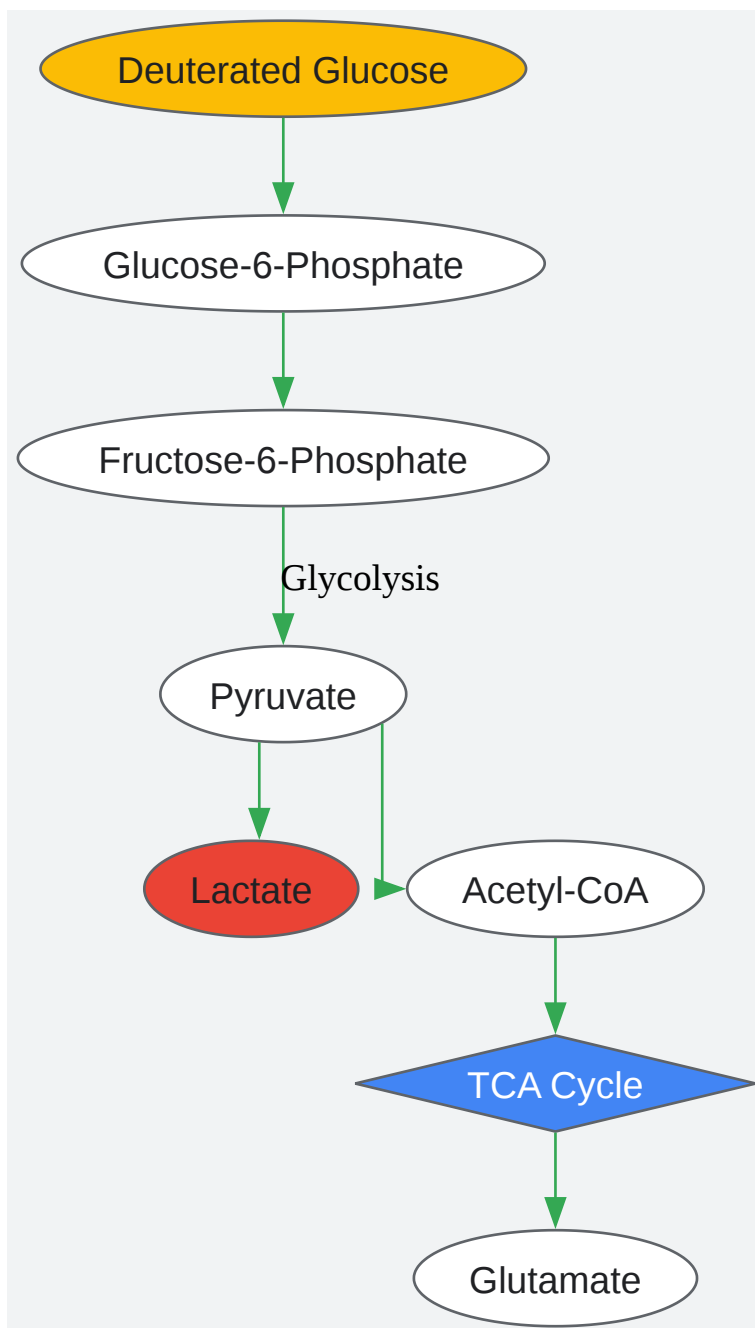 Deuterated Glucose
Glucose-6-Phosphate
Fructose-6-Phosphate
Glycolysis
Pyruvate
Lactate
Acetyl-CoA
TCA Cycle
Glutamate